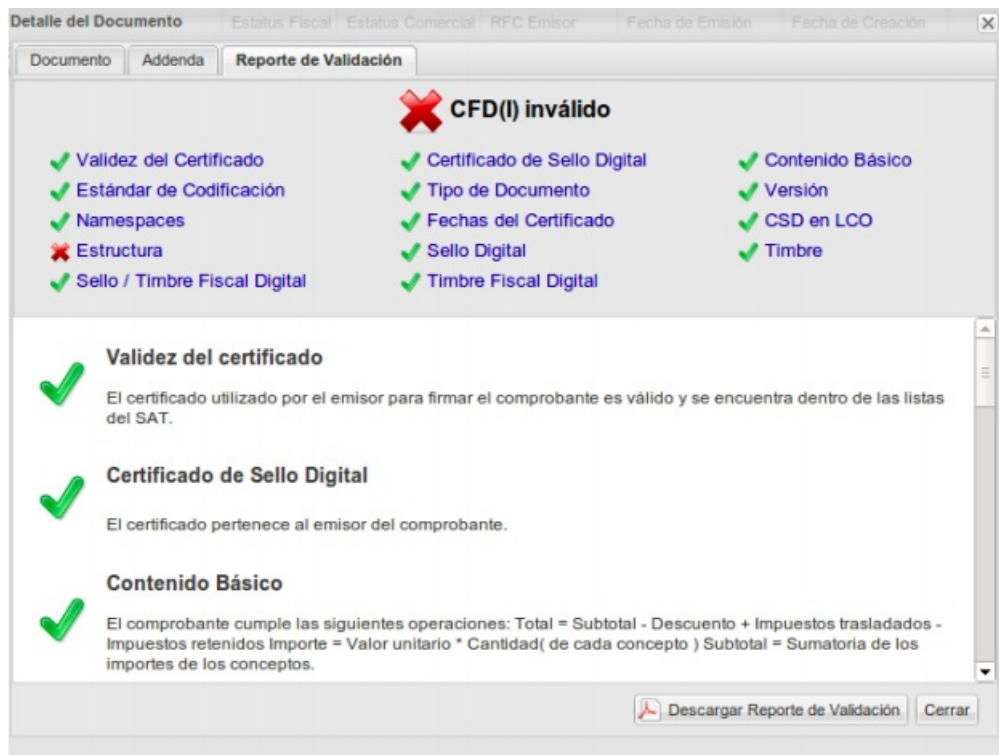 Detalle del Documento Estatus Fiscal Estatus Comercial RFC Emisor Fecha de Emisión Fecha de Creación
Documento Addenda Reporte de Validación
CFD(I) inválido
Validez del Certificado Certificado de Sello Digital Contenido Básico
Estándar de Codificación Tipo de Documento Versión
Namespaces Fechas del Certificado CSD en LCO
Estructura Sello Digital Timbre
Sello / Timbre Fiscal Digital Timbre Fiscal Digital
Validez del certificado
El certificado utilizado por el emisor para firmar el comprobante es válido y se encuentra dentro de las listas
del SAT.
Certificado de Sello Digital
El certificado pertenece al emisor del comprobante.
Contenido Básico
El comprobante cumple las siguientes operaciones: Total = Subtotal - Descuento + Impuestos trasladados -
Impuestos retenidos Importe = Valor unitario * Cantidad( de cada concepto ) Subtotal = Sumatoria de los
importes de los conceptos.
Descargar Reporte de Validación Cerrar